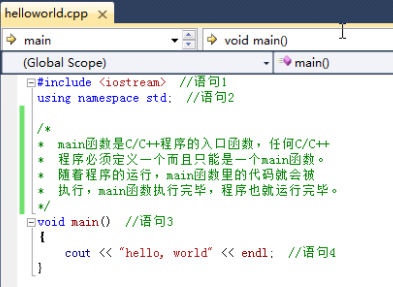 helloworld.cpp ×
main void main()
(Global Scope) main()
#include <iostream> //语句1
using namespace std; //语句2
/*
* main函数是C/C++程序的入口函数，任何C/C++
* 程序必须定义一个而且只能是一个main函数。
* 随着程序的运行，main函数里的代码就会被
* 执行，main函数执行完毕，程序也就运行完毕。
*/
void main() //语句3
{
cout << "hello, world" << endl; //语句4
}